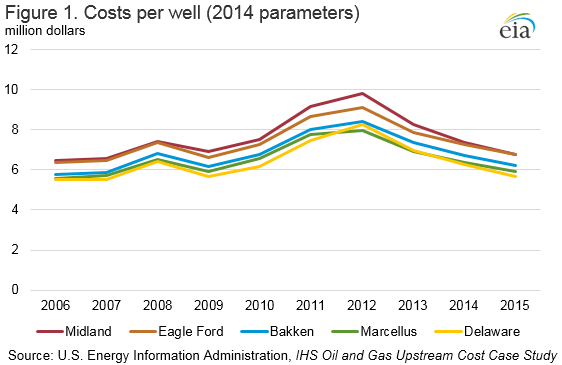 Figure 1. Costs per well (2014 parameters)
million dollars
eia
12
10
8
6
4
2
0
2006 2007 2008 2009 2010 2011 2012 2013 2014 2015
Midland Eagle Ford Bakken Marcellus Delaware
Source: U.S. Energy Information Administration, IHS Oil and Gas Upstream Cost Case Study